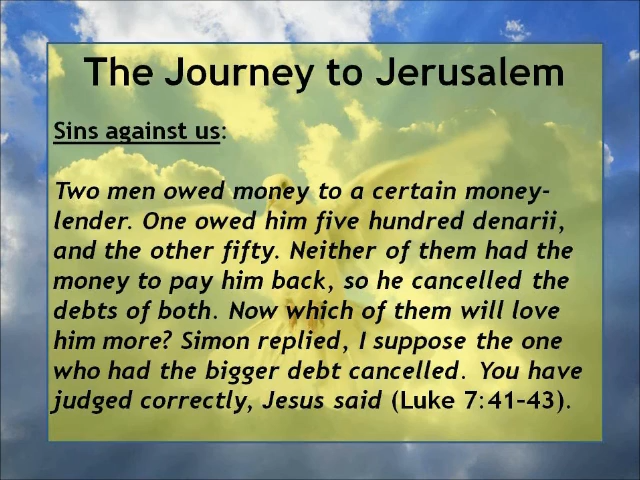 The Journey to Jerusalem
Sins against us:
Two men owed money to a certain money-
lender. One owed him five hundred denarii,
and the other fifty. Neither of them had the
money to pay him back, so he cancelled the
debts of both. Now which of them will love
him more? Simon replied, I suppose the one
who had the bigger debt cancelled. You have
judged correctly, Jesus said (Luke 7:41–43).